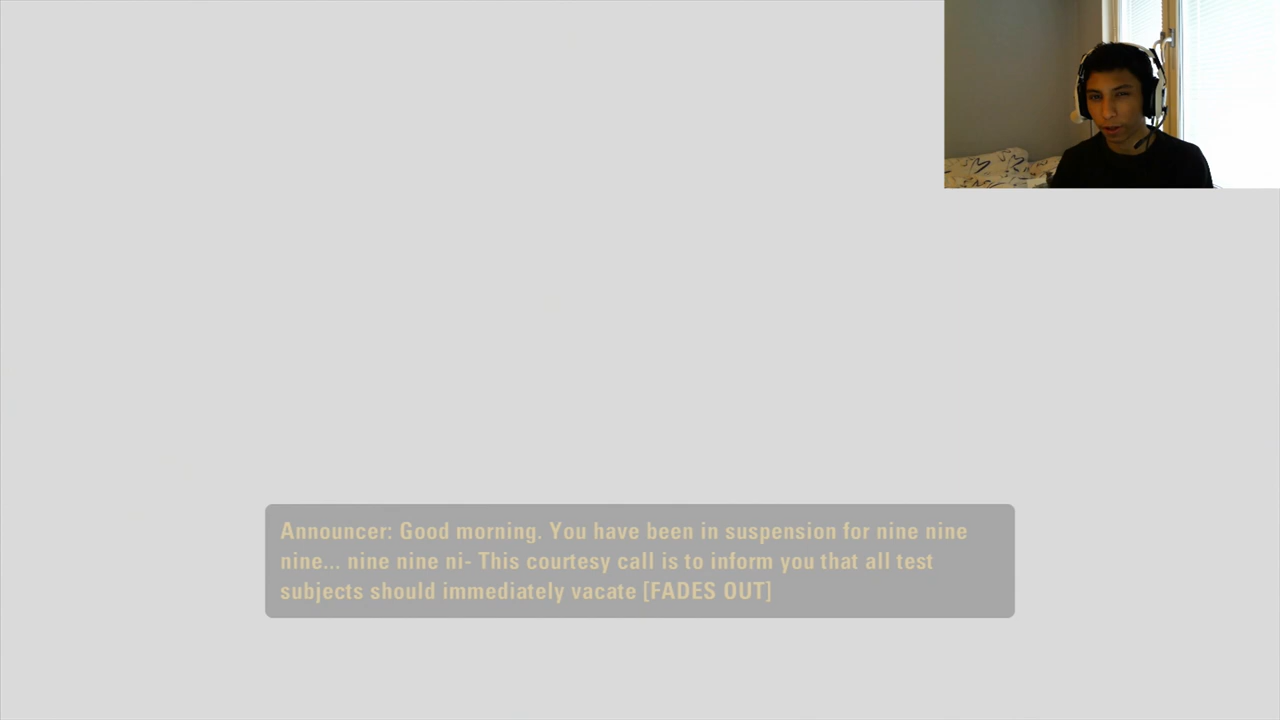 Announcer: Good morning. You have been in suspension for nine nine
nine... nine nine ni- This courtesy call is to inform you that all test
subjects should immediately vacate [FADES OUT]